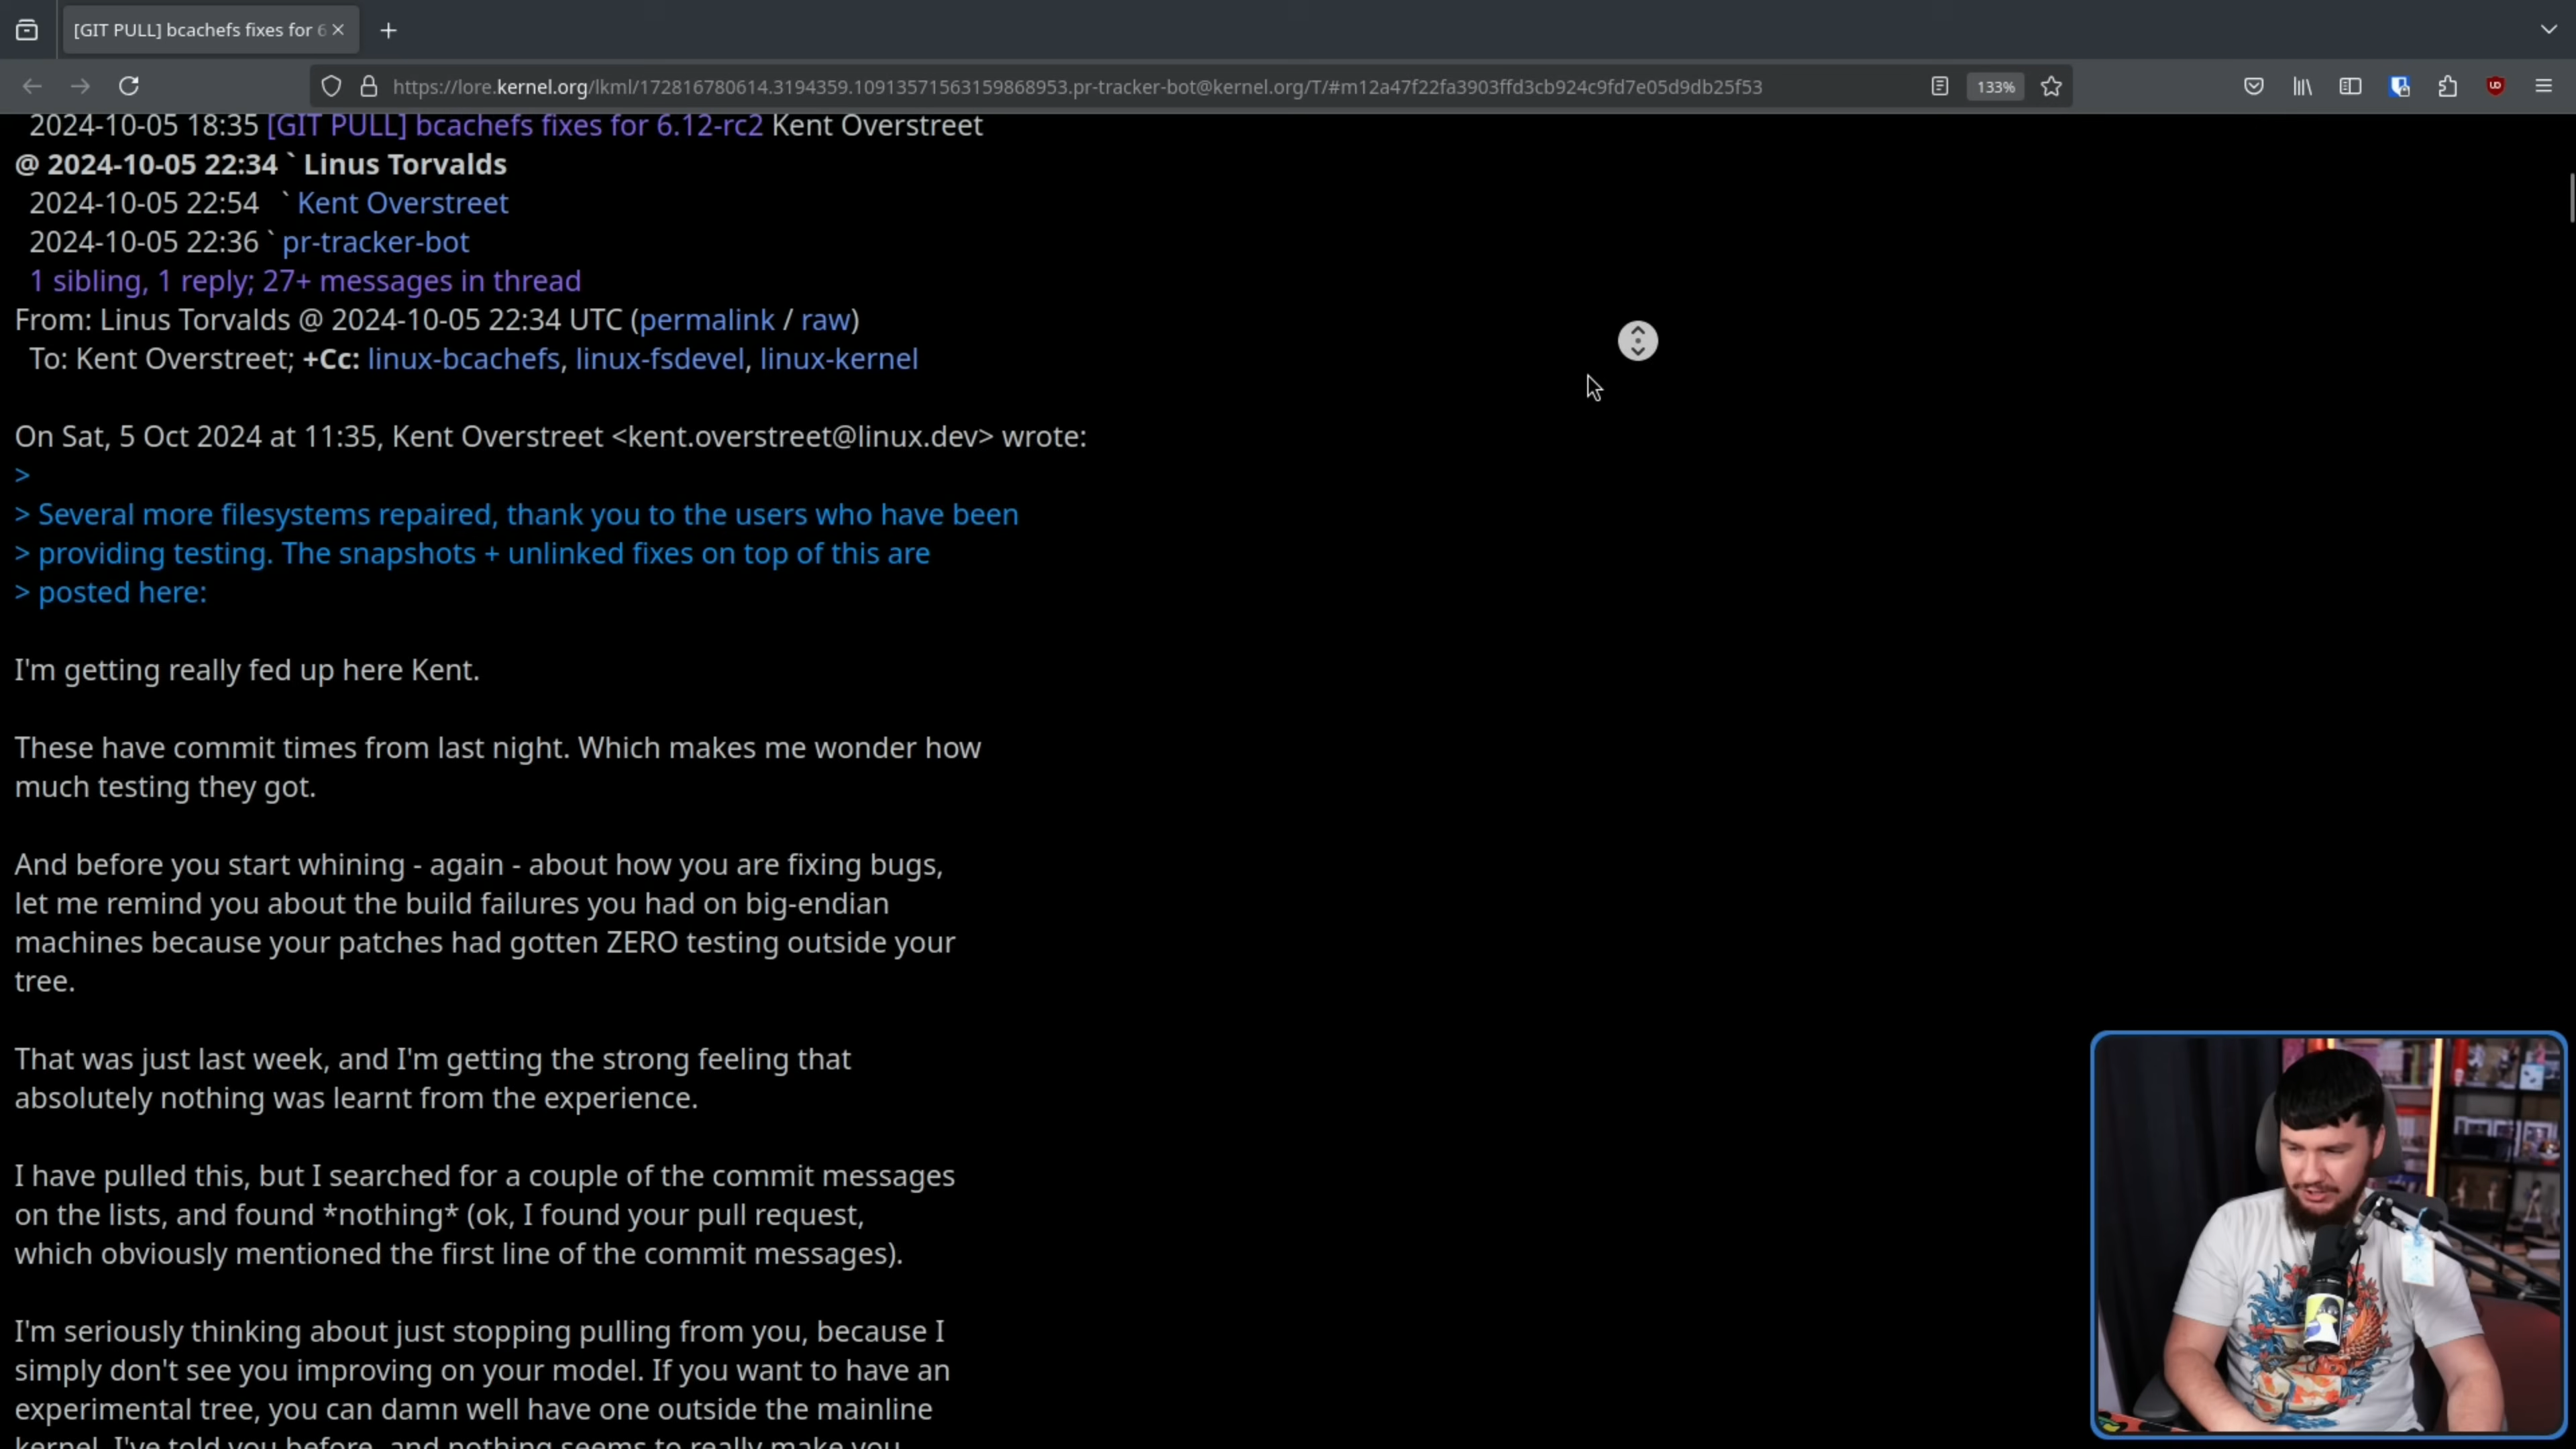 [GIT PULL] bcachefs fixes for 6
https://lore.kernel.org/lkml/172816780614.3194359.10913571563159868953.pr-tracker-bot@kernel.org/T/#m12a47f22fa3903ffd3cb924c9fd7e05d9db25f53
133%
2024-10-05 18:35 [GIT PULL] bcachefs fixes for 6.12-rc2 Kent Overstreet
@ 2024-10-05 22:34 ` Linus Torvalds
2024-10-05 22:54 ` Kent Overstreet
2024-10-05 22:36 ` pr-tracker-bot
1 sibling, 1 reply; 27+ messages in thread
From: Linus Torvalds @ 2024-10-05 22:34 UTC (permalink / raw)
To: Kent Overstreet; +Cc: linux-bcachefs, linux-fsdevel, linux-kernel
On Sat, 5 Oct 2024 at 11:35, Kent Overstreet <kent.overstreet@linux.dev> wrote:
>
> Several more filesystems repaired, thank you to the users who have been
> providing testing. The snapshots + unlinked fixes on top of this are
> posted here:
I'm getting really fed up here Kent.
These have commit times from last night. Which makes me wonder how
much testing they got.
And before you start whining - again - about how you are fixing bugs,
let me remind you about the build failures you had on big-endian
machines because your patches had gotten ZERO testing outside your
tree.
That was just last week, and I'm getting the strong feeling that
absolutely nothing was learnt from the experience.
I have pulled this, but I searched for a couple of the commit messages
on the lists, and found *nothing* (ok, I found your pull request,
which obviously mentioned the first line of the commit messages).
I'm seriously thinking about just stopping pulling from you, because I
simply don't see you improving on your model. If you want to have an
experimental tree, you can damn well have one outside the mainline
kernel. I've told you before, and nothing seems to really make you